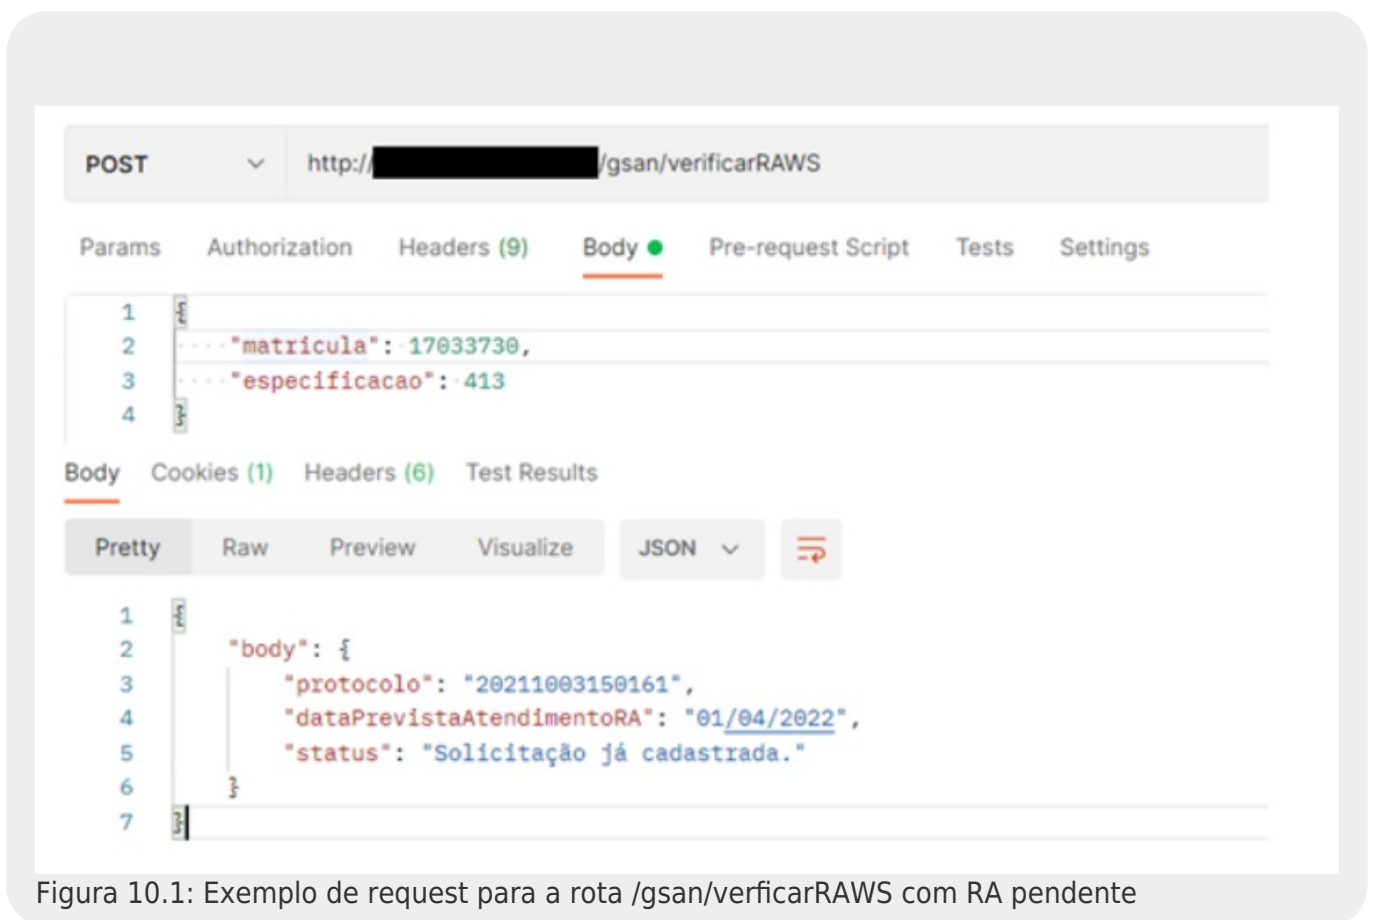 POST http:// /gsan/verificarRAWS
Params Authorization Headers (9) Body Pre-request Script Tests Settings
1 {
2 "matricula": 17033730,
3 "especificacao": 413
4 }
Body Cookies (1) Headers (6) Test Results
Pretty Raw Preview Visualize JSON
1 {
2 "body": {
3 "protocolo": "20211003150161",
4 "dataPrevistaAtendimentoRA": "01/04/2022",
5 "status": "Solicitação já cadastrada."
6 }
7 }
Figura 10.1: Exemplo de request para a rota /gsan/verficarRAWS com RA pendente